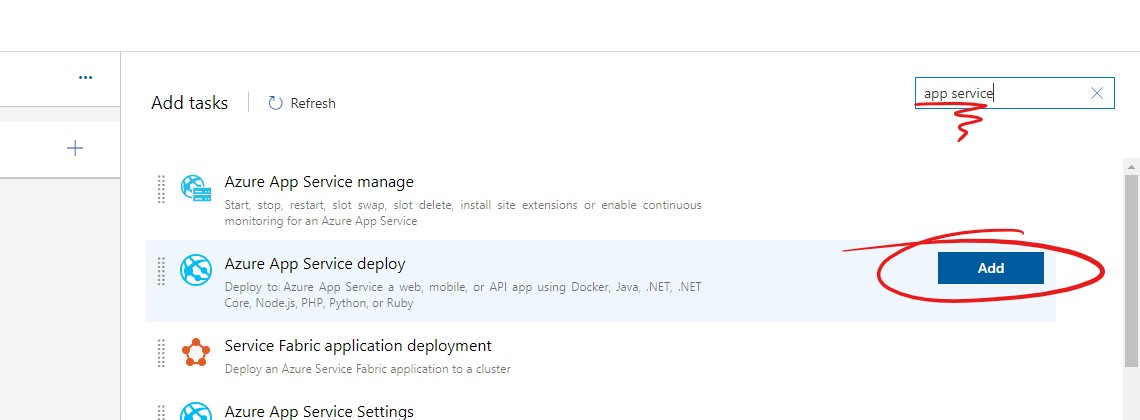 ...
app service
Add tasks
Refresh
Azure App Service manage
Start, stop, restart, slot swap, slot delete, install site extensions or enable continuous
monitoring for an Azure App Service
Azure App Service deploy
Add
Deploy to Azure App Service a web, mobile, or API app using Docker, Java, .NET, .NET
Core, Node.js, PHP, Python, or Ruby
Service Fabric application deployment
Deploy an Azure Service Fabric application to a cluster
Azure App Service Settings